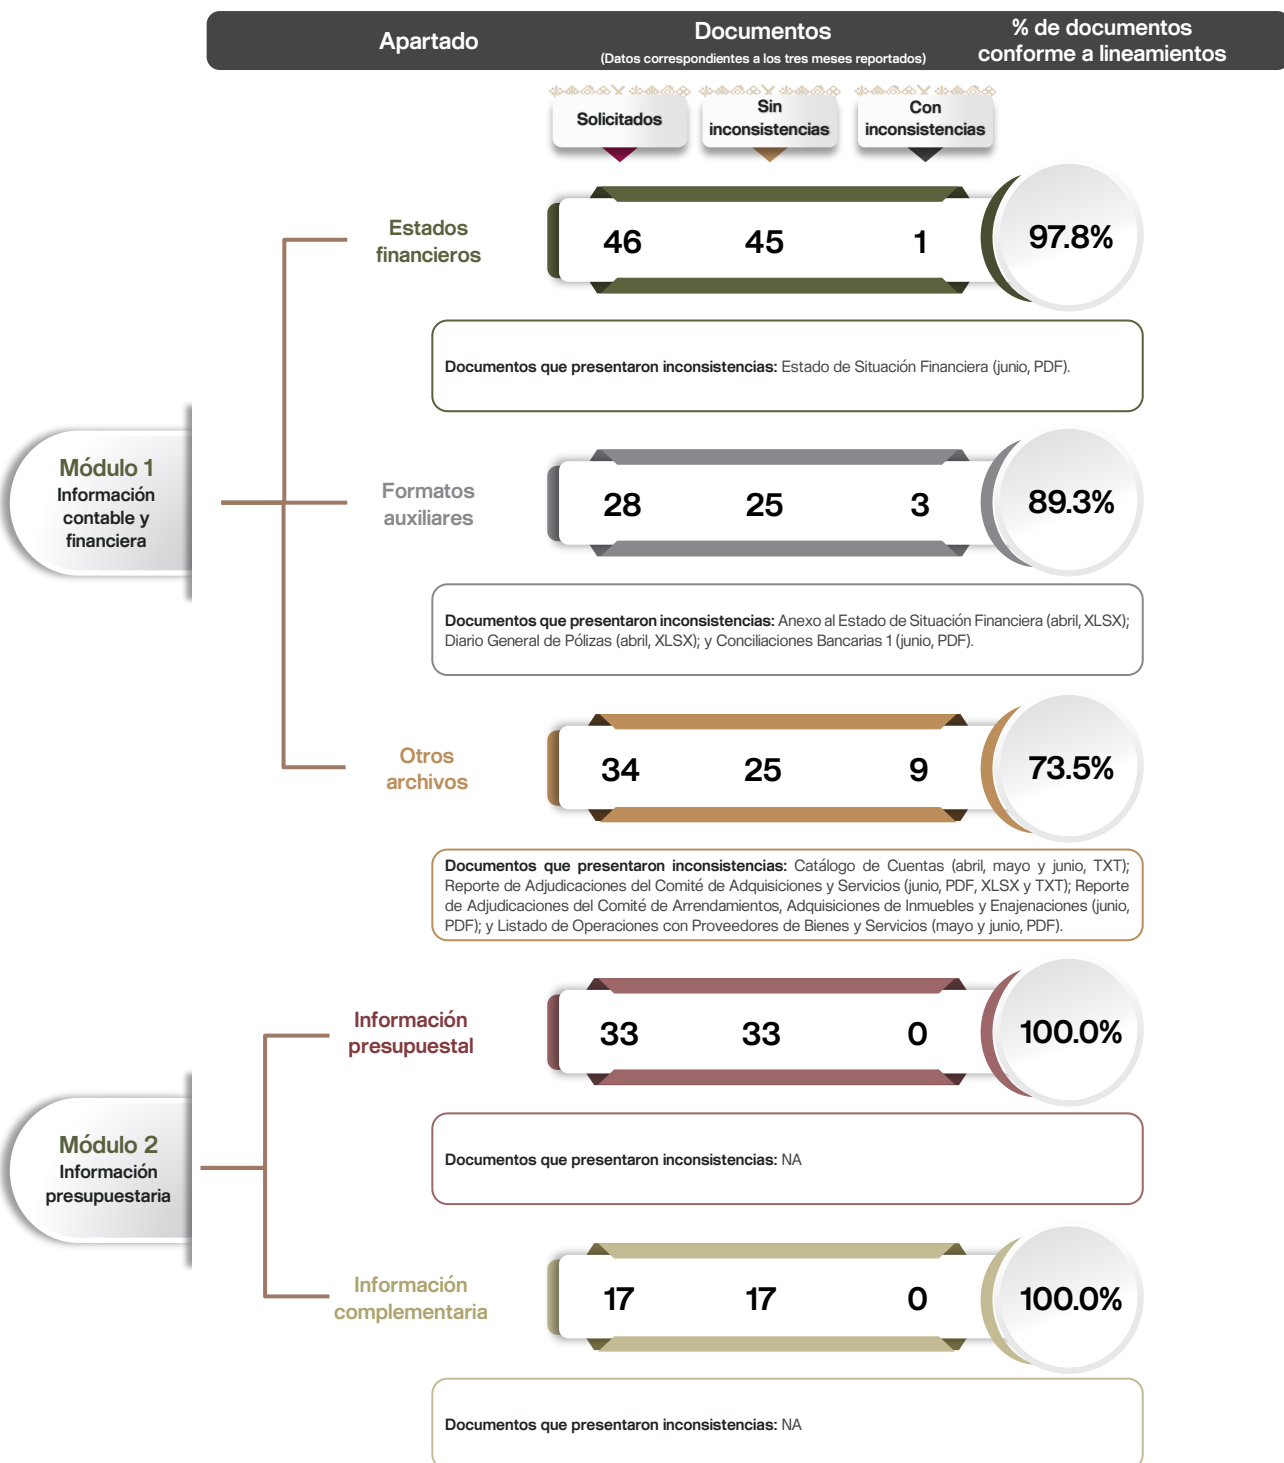 Apartado
Documentos
(Datos correspondientes a los tres meses reportados)
% de documentos
conforme a lineamientos
Solicitados
Sin
inconsistencias
Con
inconsistencias
Módulo 1
Información
contable y
financiera
Estados
financieros
46 45 1 97.8%
Documentos que presentaron inconsistencias: Estado de Situación Financiera (junio, PDF).
Formatos
auxiliares
28 25 3 89.3%
Documentos que presentaron inconsistencias: Anexo al Estado de Situación Financiera (abril, XLSX);
Diario General de Pólizas (abril, XLSX); y Conciliaciones Bancarias 1 (junio, PDF).
Otros
archivos
34 25 9 73.5%
Documentos que presentaron inconsistencias: Catálogo de Cuentas (abril, mayo y junio, TXT);
Reporte de Adjudicaciones del Comité de Adquisiciones y Servicios (junio, PDF, XLSX y TXT); Reporte
de Adjudicaciones del Comité de Arrendamientos, Adquisiciones de Inmuebles y Enajenaciones (junio,
PDF); y Listado de Operaciones con Proveedores de Bienes y Servicios (mayo y junio, PDF).
Módulo 2
Información
presupuestaria
Información
presupuestal
33 33 0 100.0%
Documentos que presentaron inconsistencias: NA
Información
complementaria
17 17 0 100.0%
Documentos que presentaron inconsistencias: NA